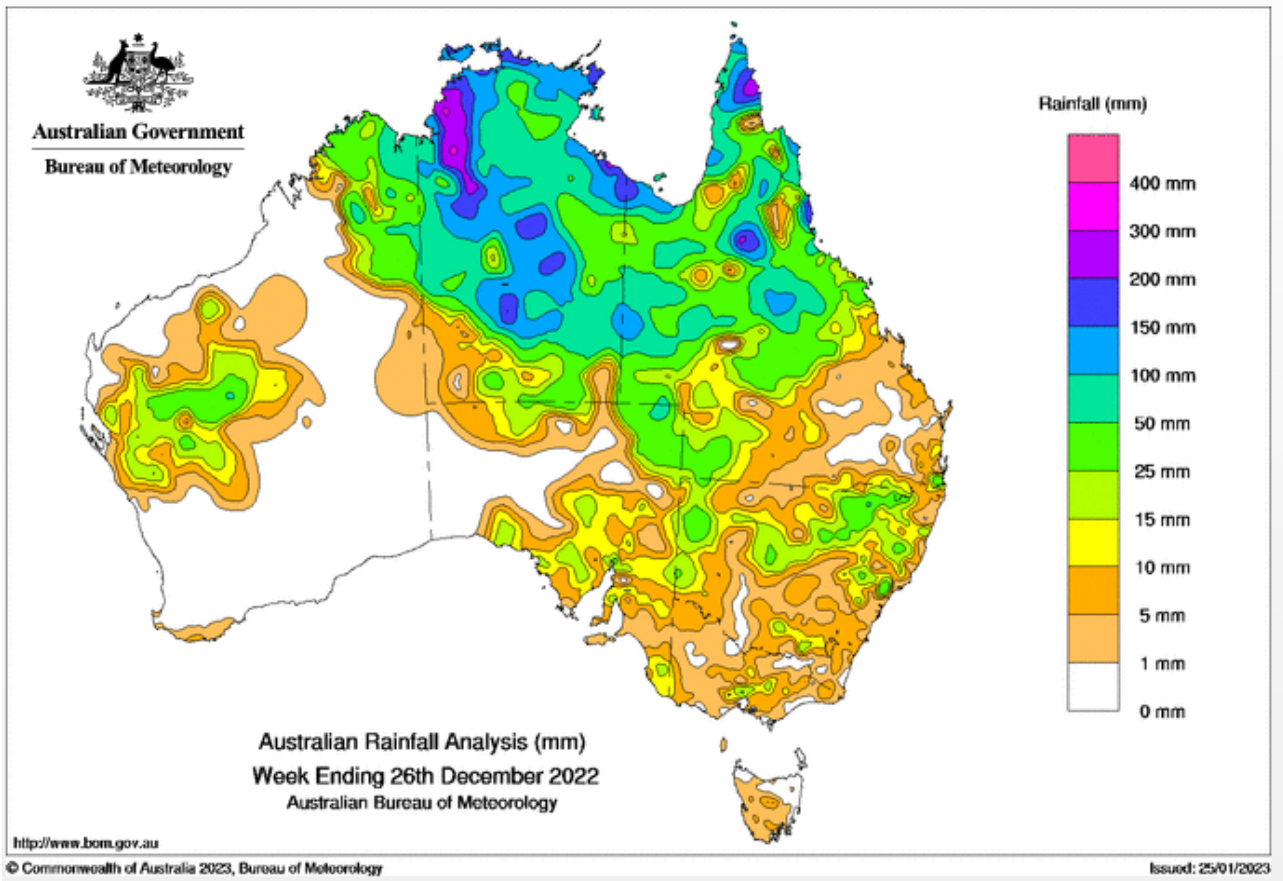 Australian Government
Bureau of Meteorology
Rainfall (mm)
400 mm
300 mm
200 mm
150 mm
100 mm
50 mm
25 mm
15 mm
10 mm
5 mm
1 mm
0 mm
Australian Rainfall Analysis (mm)
Week Ending 26th December 2022
Australian Bureau of Meteorology
http://www.bom.gov.au
© Commonwealth of Australia 2023, Bureau of Meteorology
Issued: 25/01/2023